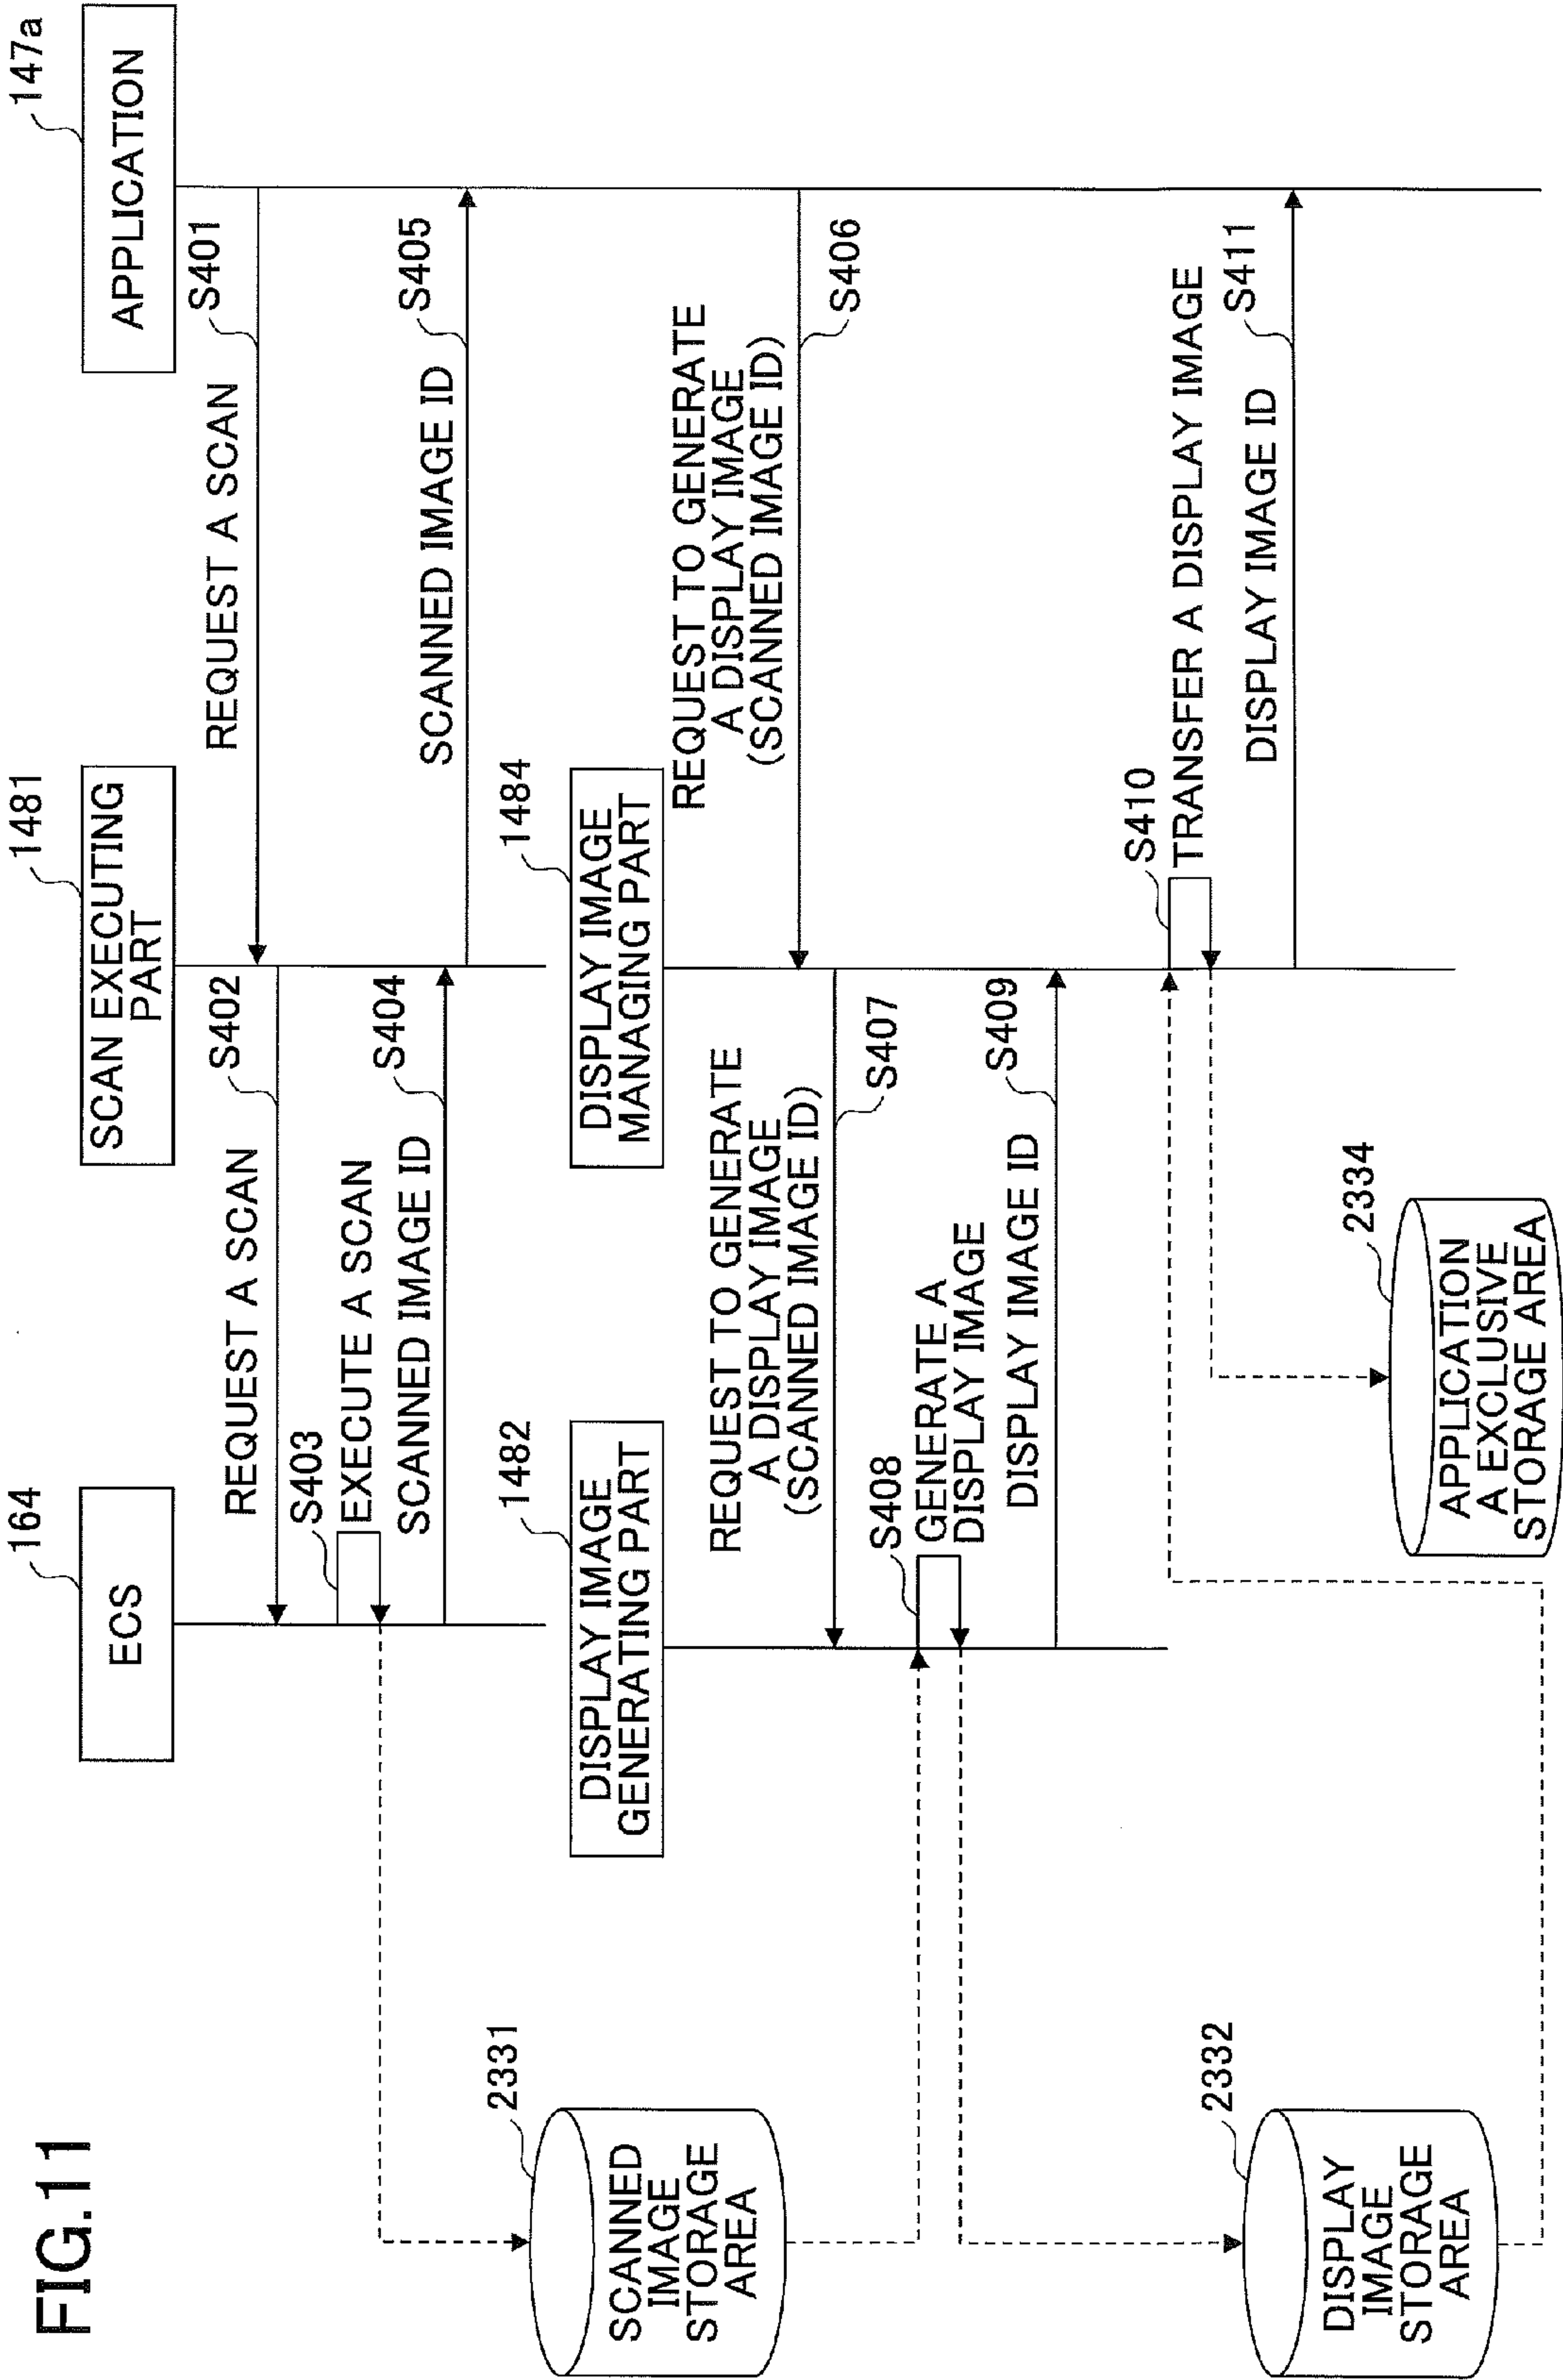 FIG.11
164
ECS
1481
SCAN EXECUTING
PART
147a
APPLICATION
S401
REQUEST A SCAN
S402
REQUEST A SCAN
S403
EXECUTE A SCAN
S404
SCANNED IMAGE ID
S405
SCANNED IMAGE ID
2331
SCANNED
IMAGE
STORAGE
AREA
1482
DISPLAY IMAGE
GENERATING PART
1484
DISPLAY IMAGE
MANAGING PART
REQUEST TO GENERATE
A DISPLAY IMAGE
(SCANNED IMAGE ID)
S406
REQUEST TO GENERATE
A DISPLAY IMAGE
(SCANNED IMAGE ID)
S407
S408
GENERATE A
DISPLAY IMAGE
S409
DISPLAY IMAGE ID
S410
TRANSFER A DISPLAY IMAGE
S411
DISPLAY IMAGE ID
2332
DISPLAY
IMAGE
STORAGE
AREA
2334
APPLICATION
A EXCLUSIVE
STORAGE AREA